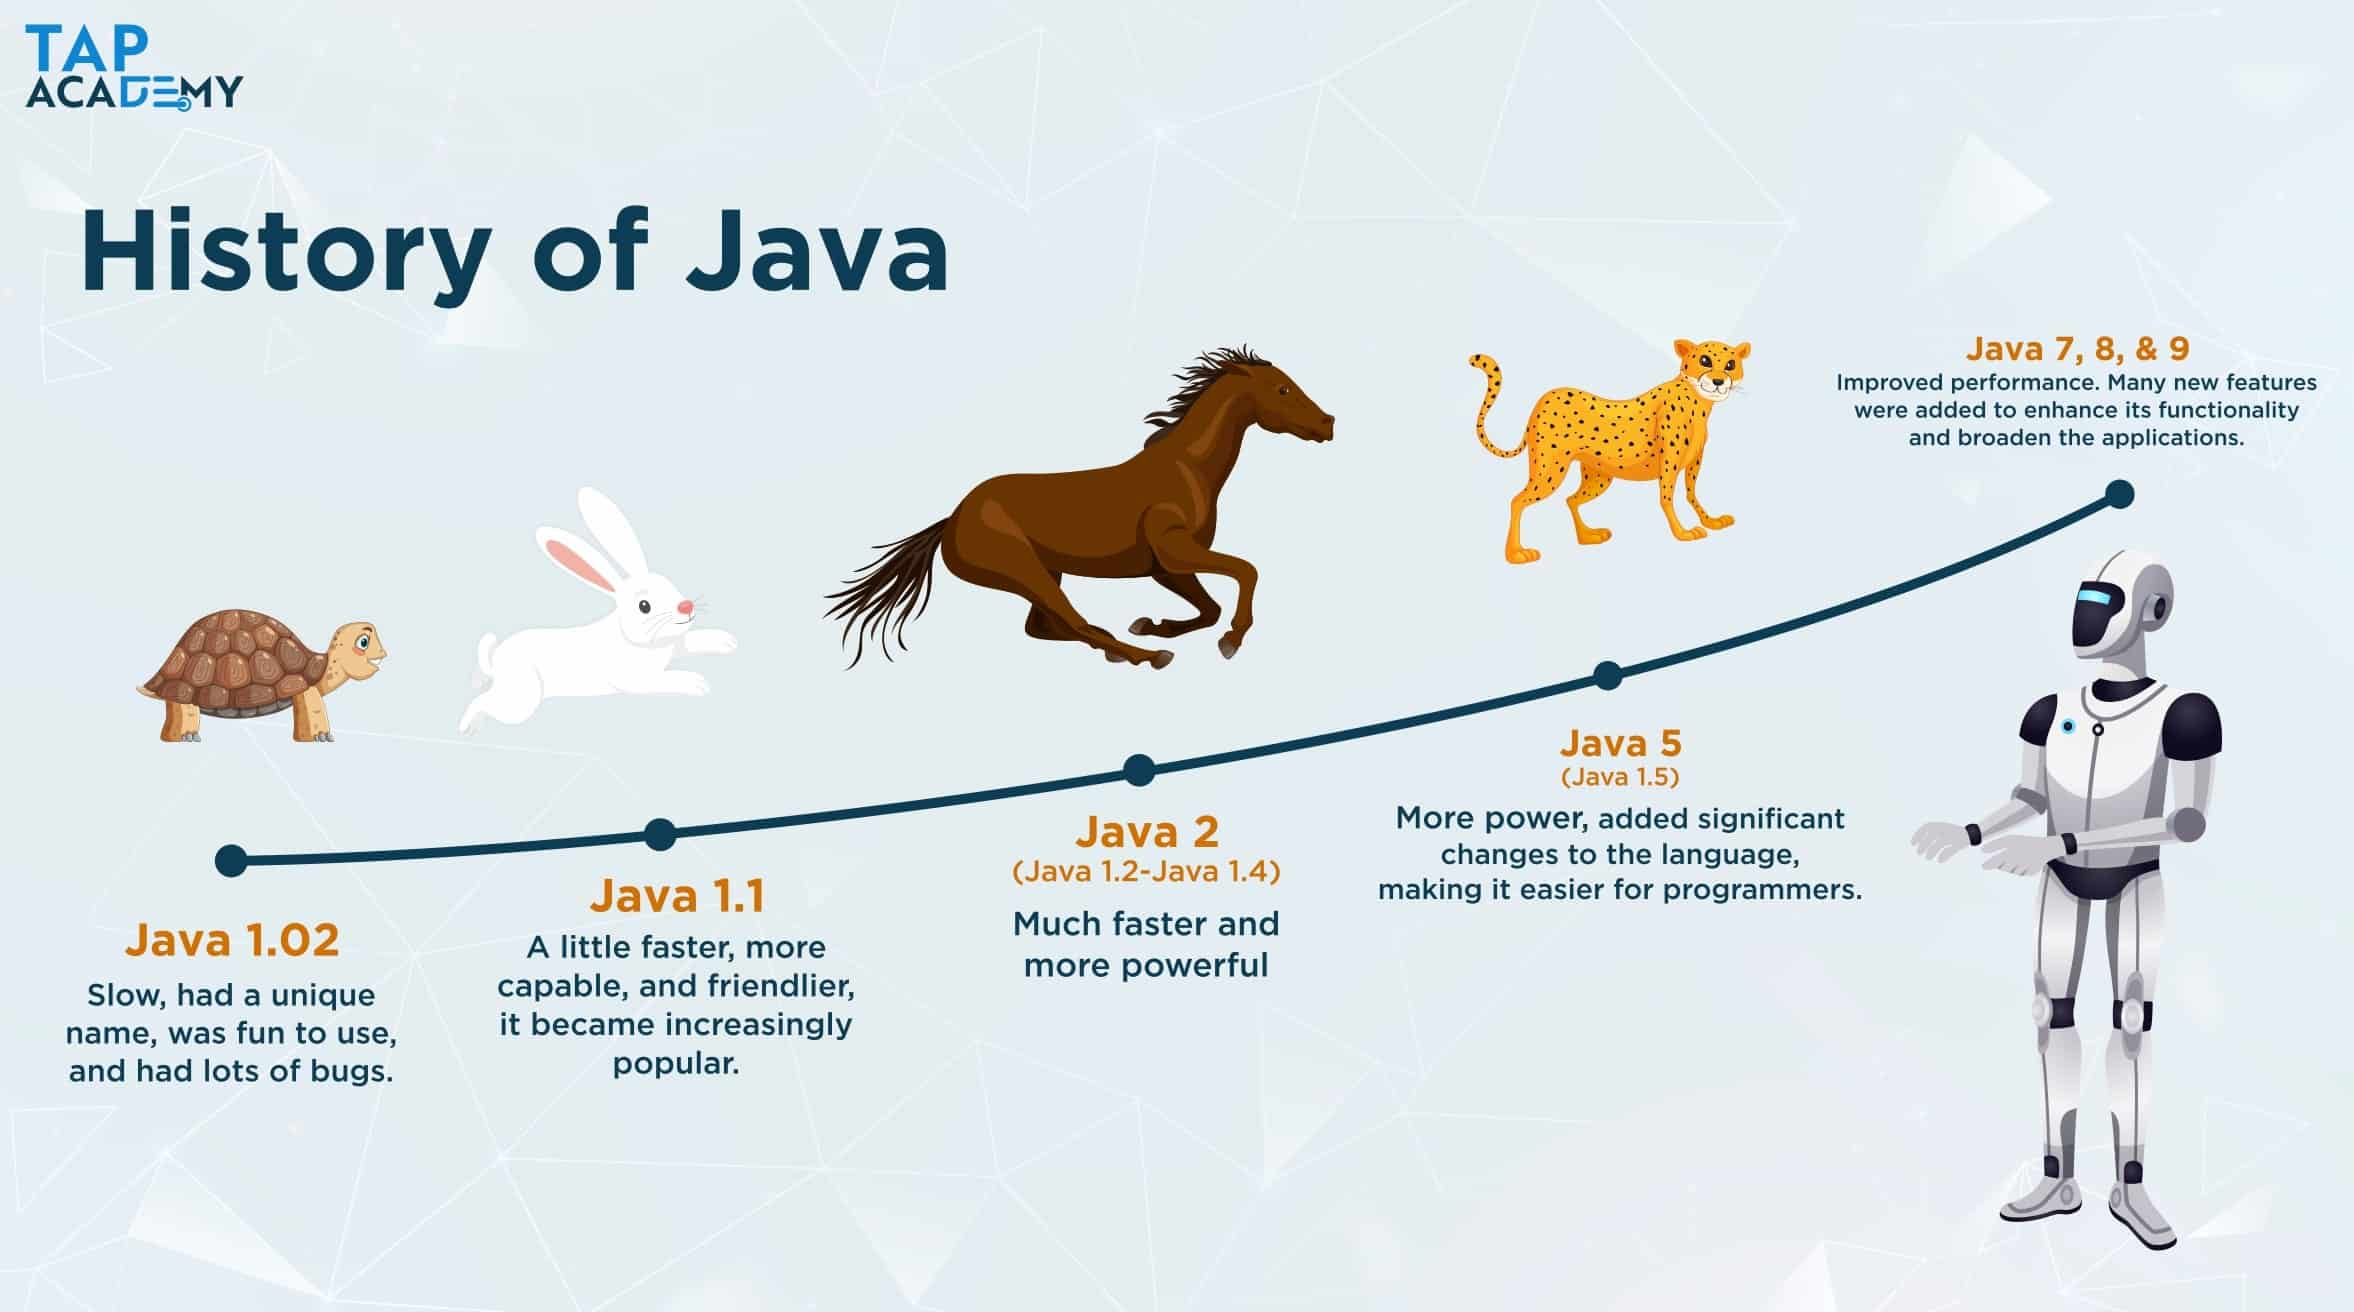 TAP
ACADEMY
History of Java
Java 1.02
Slow, had a unique
name, was fun to use,
and had lots of bugs.
Java 1.1
A little faster, more
capable, and friendlier,
it became increasingly
popular.
Java 2
(Java 1.2-Java 1.4)
Much faster and
more powerful
Java 5
(Java 1.5)
More power, added significant
changes to the language,
making it easier for programmers.
Java 7, 8, & 9
Improved performance. Many new features
were added to enhance its functionality
and broaden the applications.